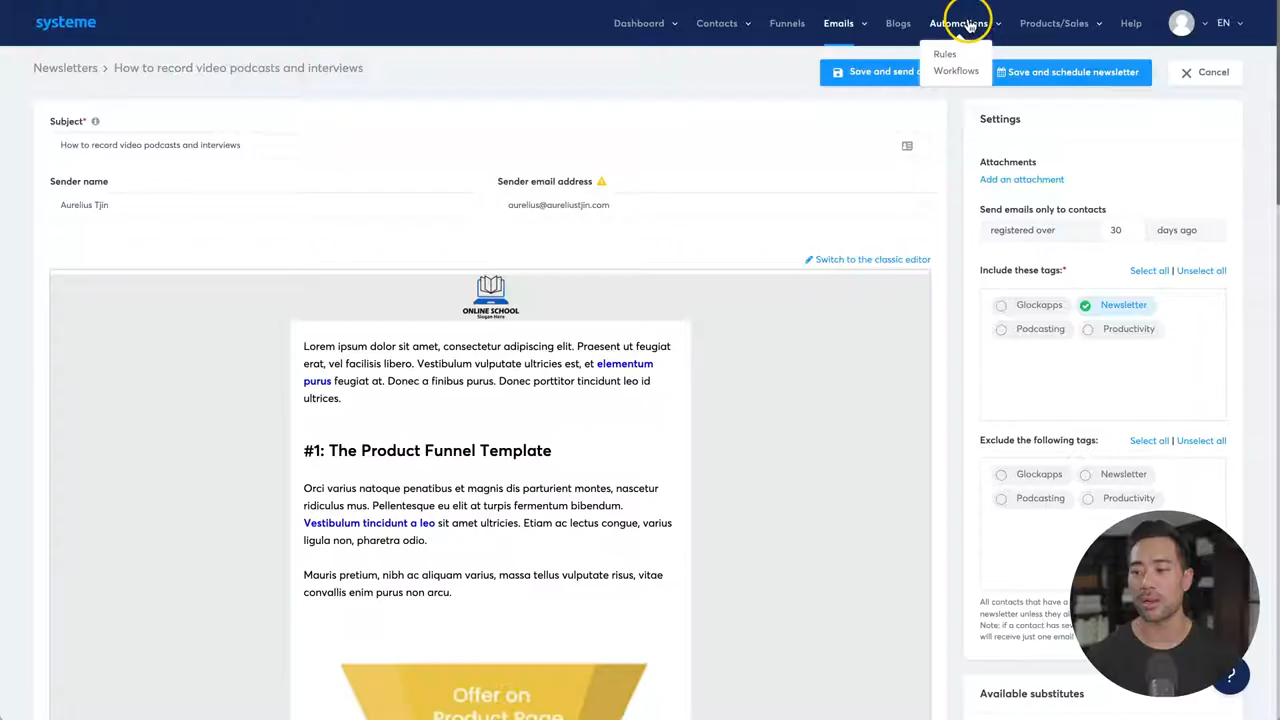 systeme
Dashboard Contacts Funnels Emails Blogs Automations Products/Sales Help EN
Rules
Workflows
Newsletters > How to record video podcasts and interviews
Save and send Save and schedule newsletter Cancel
Subject*
How to record video podcasts and interviews
Sender name
Sender email address
Aurelius Tjin
aurelius@aureliustjin.com
Switch to the classic editor
ONLINE SCHOOL
Slogan Here
Lorem ipsum dolor sit amet, consectetur adipiscing elit. Praesent ut feugiat
erat, vel facilisis libero. Vestibulum vulputate ultricies est, et elementum
purus feugiat at. Donec a finibus purus. Donec porttitor tincidunt leo id
ultrices.
#1: The Product Funnel Template
Orci varius natoque penatibus et magnis dis parturient montes, nascetur
ridiculus mus. Pellentesque eu elit at turpis fermentum bibendum.
Vestibulum tincidunt a leo sit amet ultricies. Etiam ac lectus congue, varius
ligula non, pharetra odio.
Mauris pretium, nibh ac aliquam varius, massa tellus vulputate risus, vitae
convallis enim purus non arcu.
Offer on
Product Page
Settings
Attachments
Add an attachment
Send emails only to contacts
registered over 30 days ago
Include these tags:* Select all | Unselect all
Glockapps Newsletter
Podcasting Productivity
Exclude the following tags: Select all | Unselect all
Glockapps Newsletter
Podcasting Productivity
All contacts that have a
newsletter unless they
Note: if a contact has
will receive just one email
?
Available substitutes